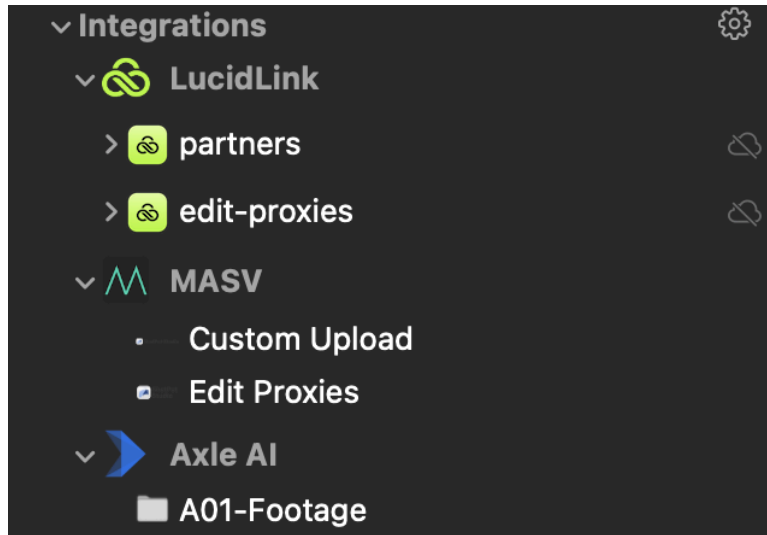 Integrations
LucidLink
partners
edit-proxies
MASV
Custom Upload
Edit Proxies
Axle AI
A01-Footage